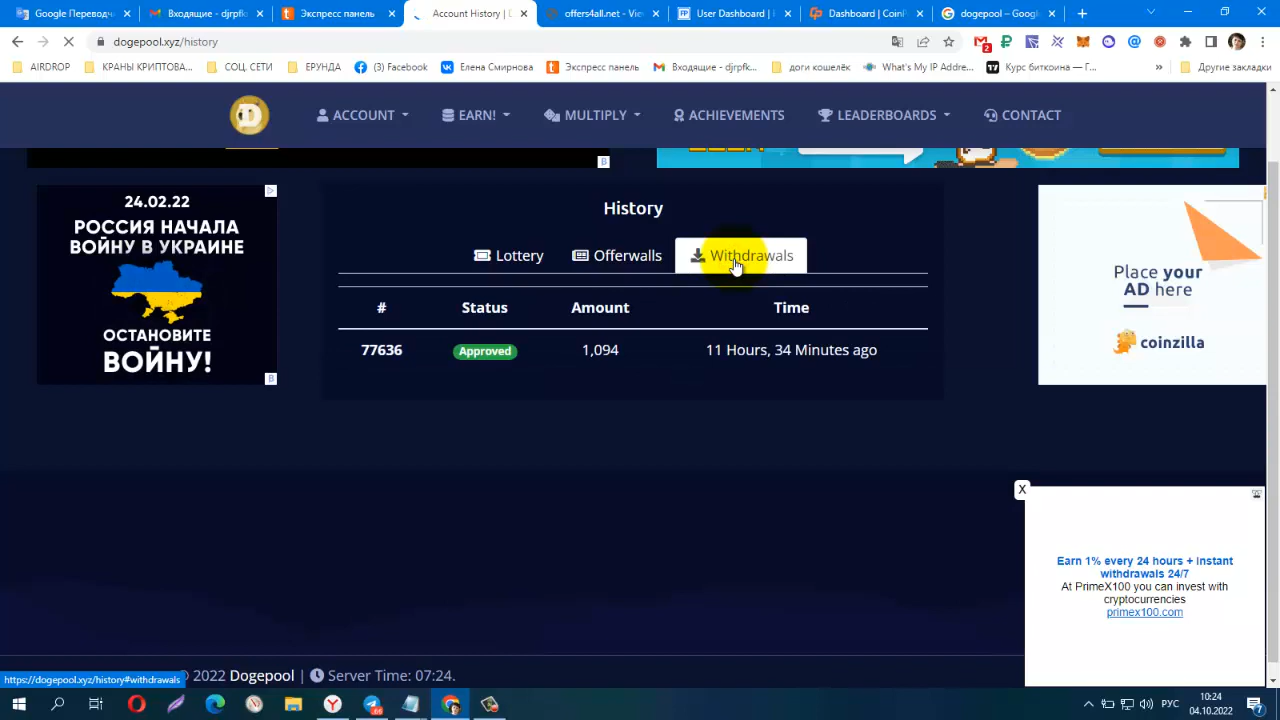 Google Переводч
Входящие - djrpfk
Экспресс панель
Account History | D
offers4all.net - View
User Dashboard | F
Dashboard | CoinP
dogepool – Google
dogepool.xyz/history
2
AIRDROP
КРАНЫ КРИПТОВА...
СОЦ. СЕТИ
ЕРУНДА
(3) Facebook
Елена Смирнова
Экспресс панель
Входящие - djrpf...
доги кошелёк
What's My IP Addre...
Курс биткоина — Г...
»
Другие закладки
ACCOUNT
EARN!
MULTIPLY
ACHIEVEMENTS
LEADERBOARDS
CONTACT
24.02.22
РОССИЯ НАЧАЛА
ВОЙНУ В УКРАИНЕ
ОСТАНОВИТЕ
ВОЙНУ!
History
Lottery
Offerwalls
Withdrawals
# Status Amount Time
77636 Approved 1,094 11 Hours, 34 Minutes ago
Place your
AD here
coinzilla
X
Earn 1% every 24 hours + instant
withdrawals 24/7
At PrimeX100 you can invest with
cryptocurrencies
primex100.com
© 2022 Dogepool | Server Time: 07:24.
https://dogepool.xyz/history#withdrawals
РУС
10:24
04.10.2022